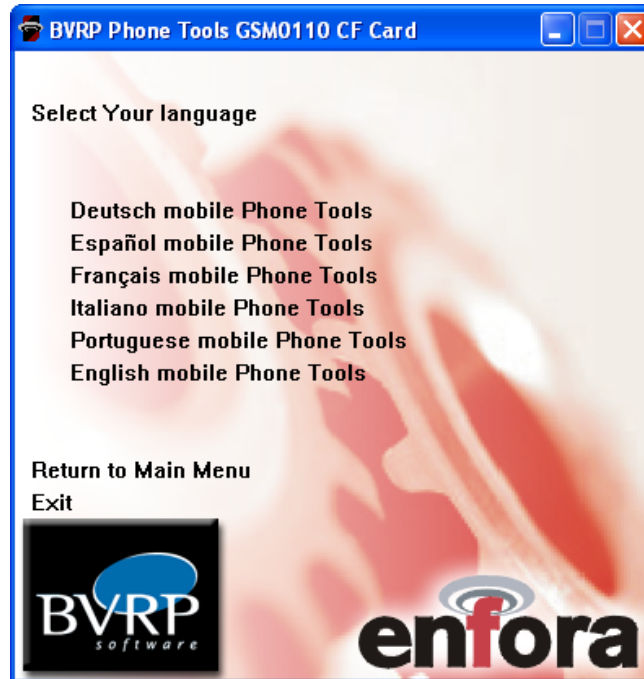 BVRP Phone Tools GSM0110 CF Card
Select Your language
Deutsch mobile Phone Tools
Español mobile Phone Tools
Français mobile Phone Tools
Italiano mobile Phone Tools
Portuguese mobile Phone Tools
English mobile Phone Tools
Return to Main Menu
Exit
BVRP
software
enfora